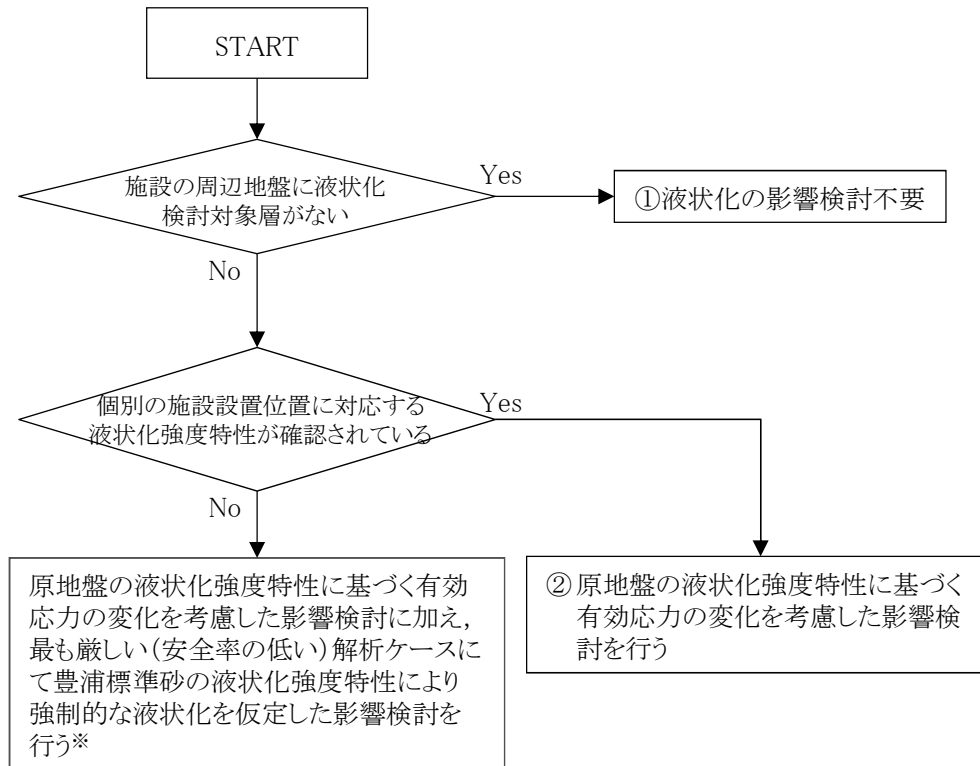 START
施設の周辺地盤に液状化
検討対象層がない
Yes
①液状化の影響検討不要
No
個別の施設設置位置に対応する
液状化強度特性が確認されている
Yes
No
原地盤の液状化強度特性に基づく有効
応力の変化を考慮した影響検討に加え,
最も厳しい(安全率の低い)解析ケースに
て豊浦標準砂の液状化強度特性により
強制的な液状化を仮定した影響検討を
行う※
②原地盤の液状化強度特性に基づく
有効応力の変化を考慮した影響検
討を行う